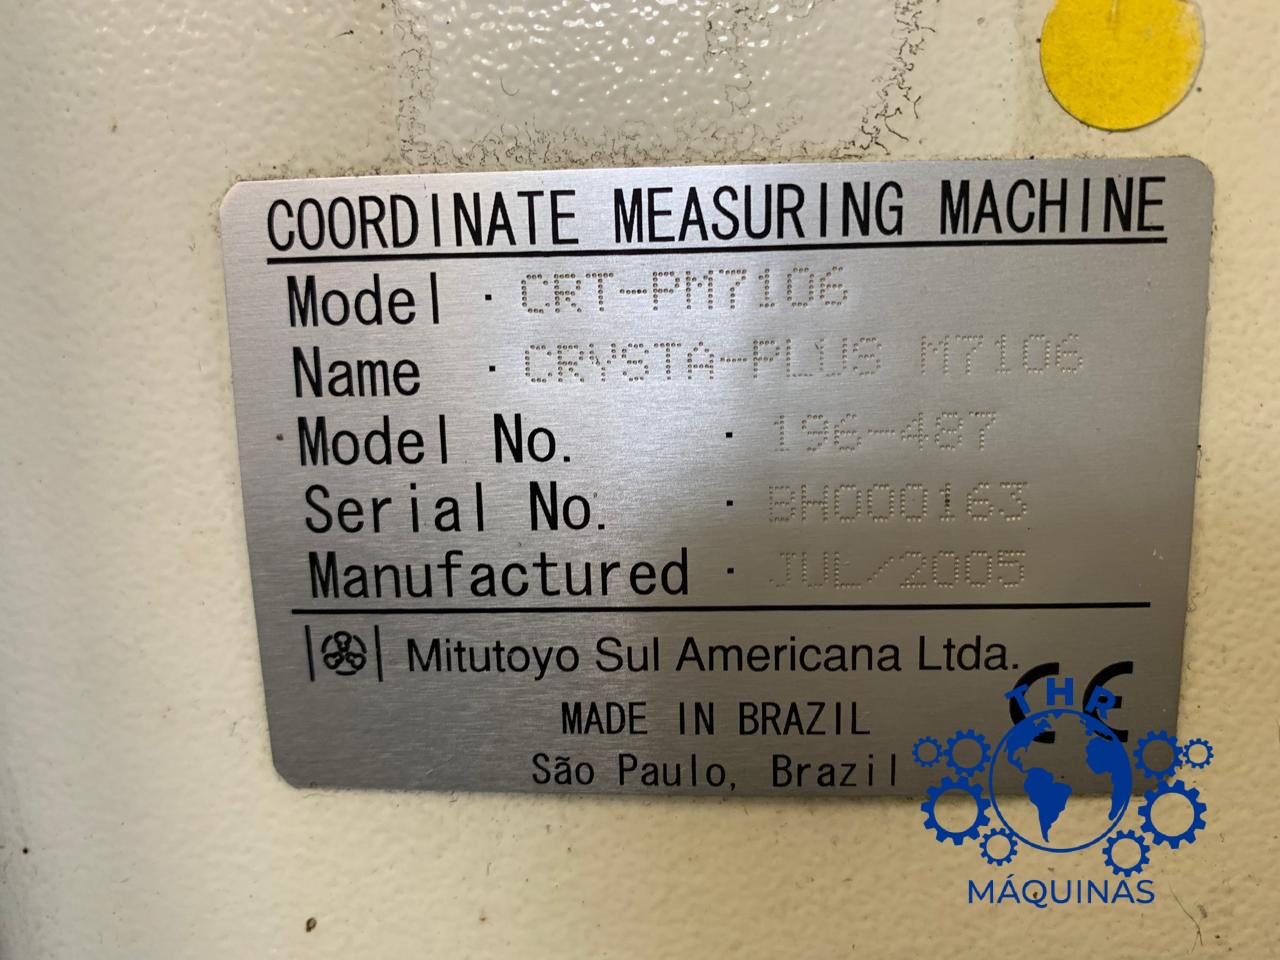 COORDINATE MEASURING MACHINE
Model : CRT-PM7106
Name : CRYSTA-PLUS M7106
Model No. : 196-487
Serial No. : BH000163
Manufactured : JUL/2005
Mitutoyo Sul Americana Ltda.
MADE IN BRAZIL
São Paulo, Brazil
CE
THR
MÁQUINAS